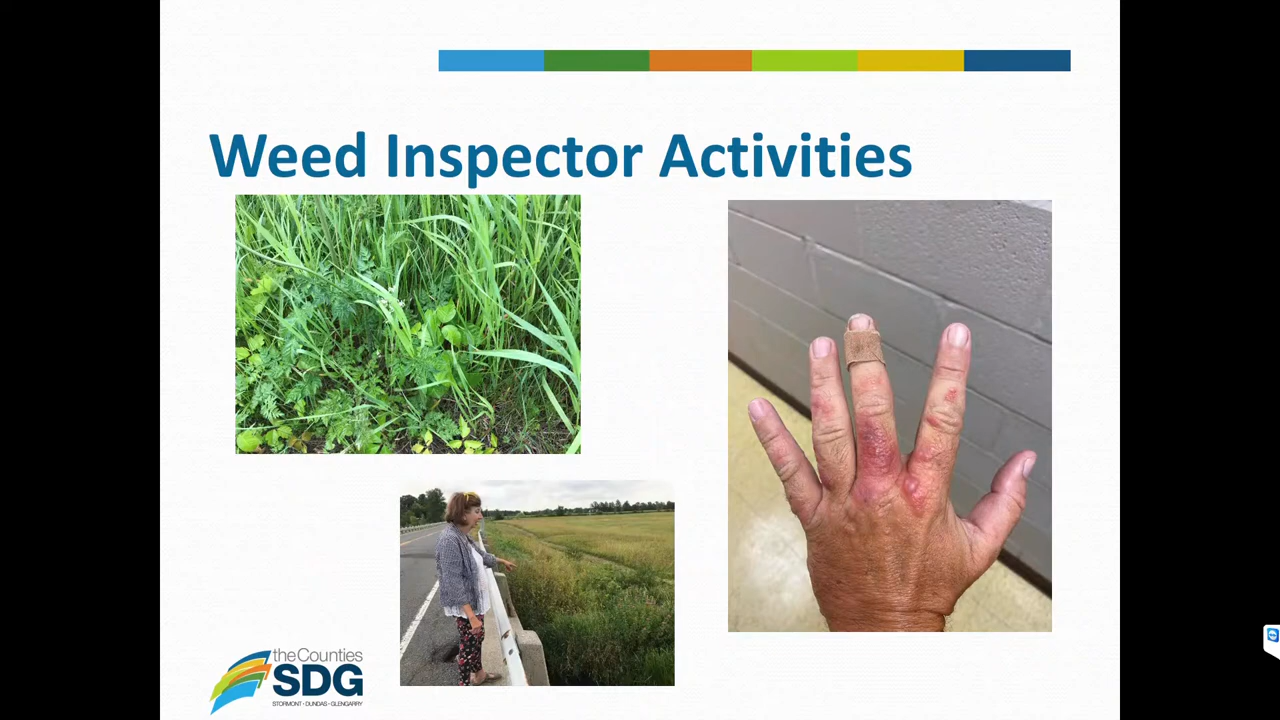 Weed Inspector Activities
theCounties
SDG
STORMONT • DUNDAS • GLENGARRY